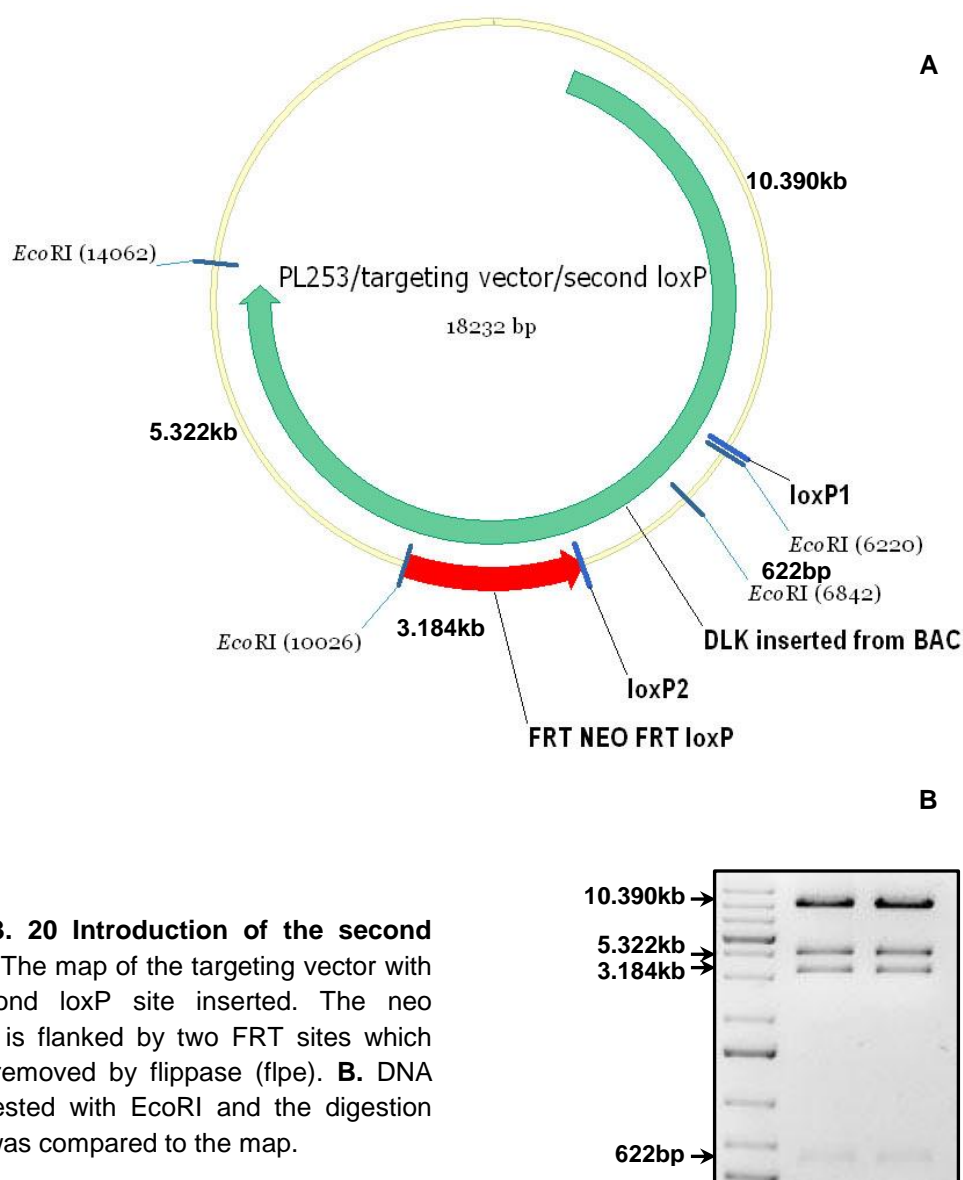 A
10.390kb
EcoRI (14062)
PL253/targeting vector/second loxP
18232 bp
5.322kb
loxP1
EcoRI (6220)
622bp
EcoRI (6842)
EcoRI (10026)
3.184kb
DLK inserted from BAC
loxP2
FRT NEO FRT loxP
B
10.390kb
5.322kb
3.184kb
622bp
3. 20 Introduction of the second
The map of the targeting vector with
ond loxP site inserted. The neo
is flanked by two FRT sites which
removed by flippase (flpe). B. DNA
ested with EcoRI and the digestion
was compared to the map.